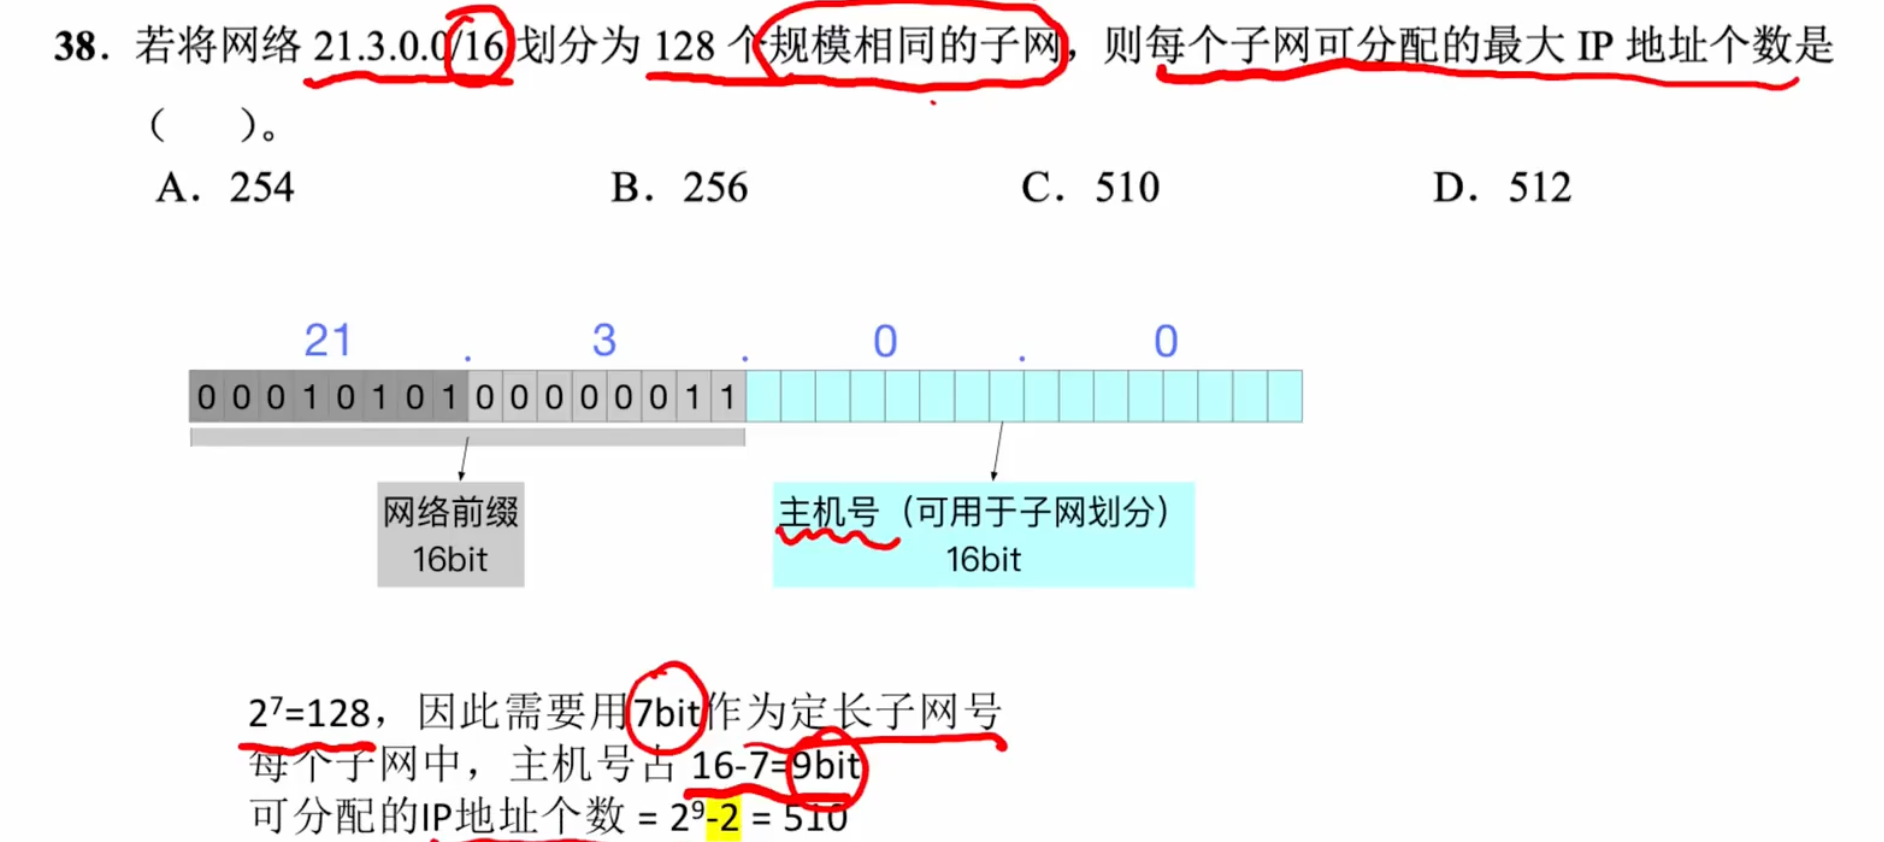 38．若将网络 21.3.0.0/16 划分为 128 个规模相同的子网，则每个子网可分配的最大 IP 地址个数是
（  ）。
A．254 B．256 C．510 D．512
21 . 3 . 0 . 0
0 0 0 1 0 1 0 1 0 0 0 0 0 0 1 1
网络前缀
16bit
主机号（可用于子网划分）
16bit
2⁷=128，因此需要用7bit作为定长子网号
每个子网中，主机号占 16-7=9bit
可分配的IP地址个数 = 2⁹-2 = 510